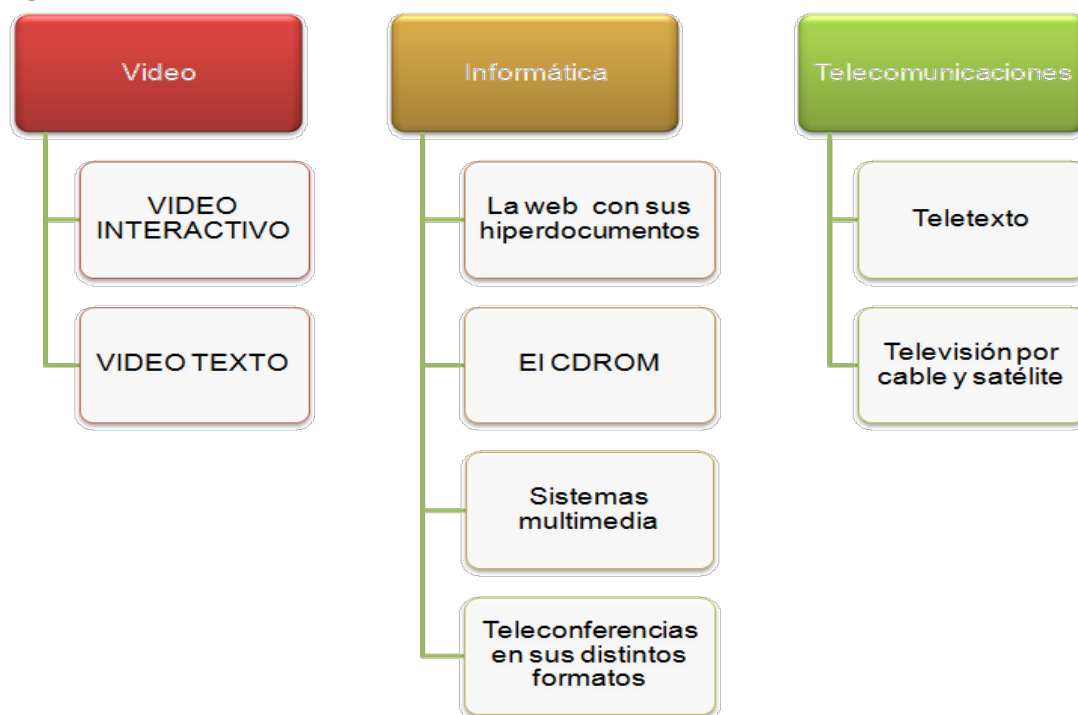 Video
VIDEO
INTERACTIVO
VIDEO TEXTO
Informática
La web con sus
hiperdocumentos
El CDROM
Sistemas
multimedia
Teleconferencias
en sus distintos
formatos
Telecomunicaciones
Teletexto
Televisión por
cable y satélite